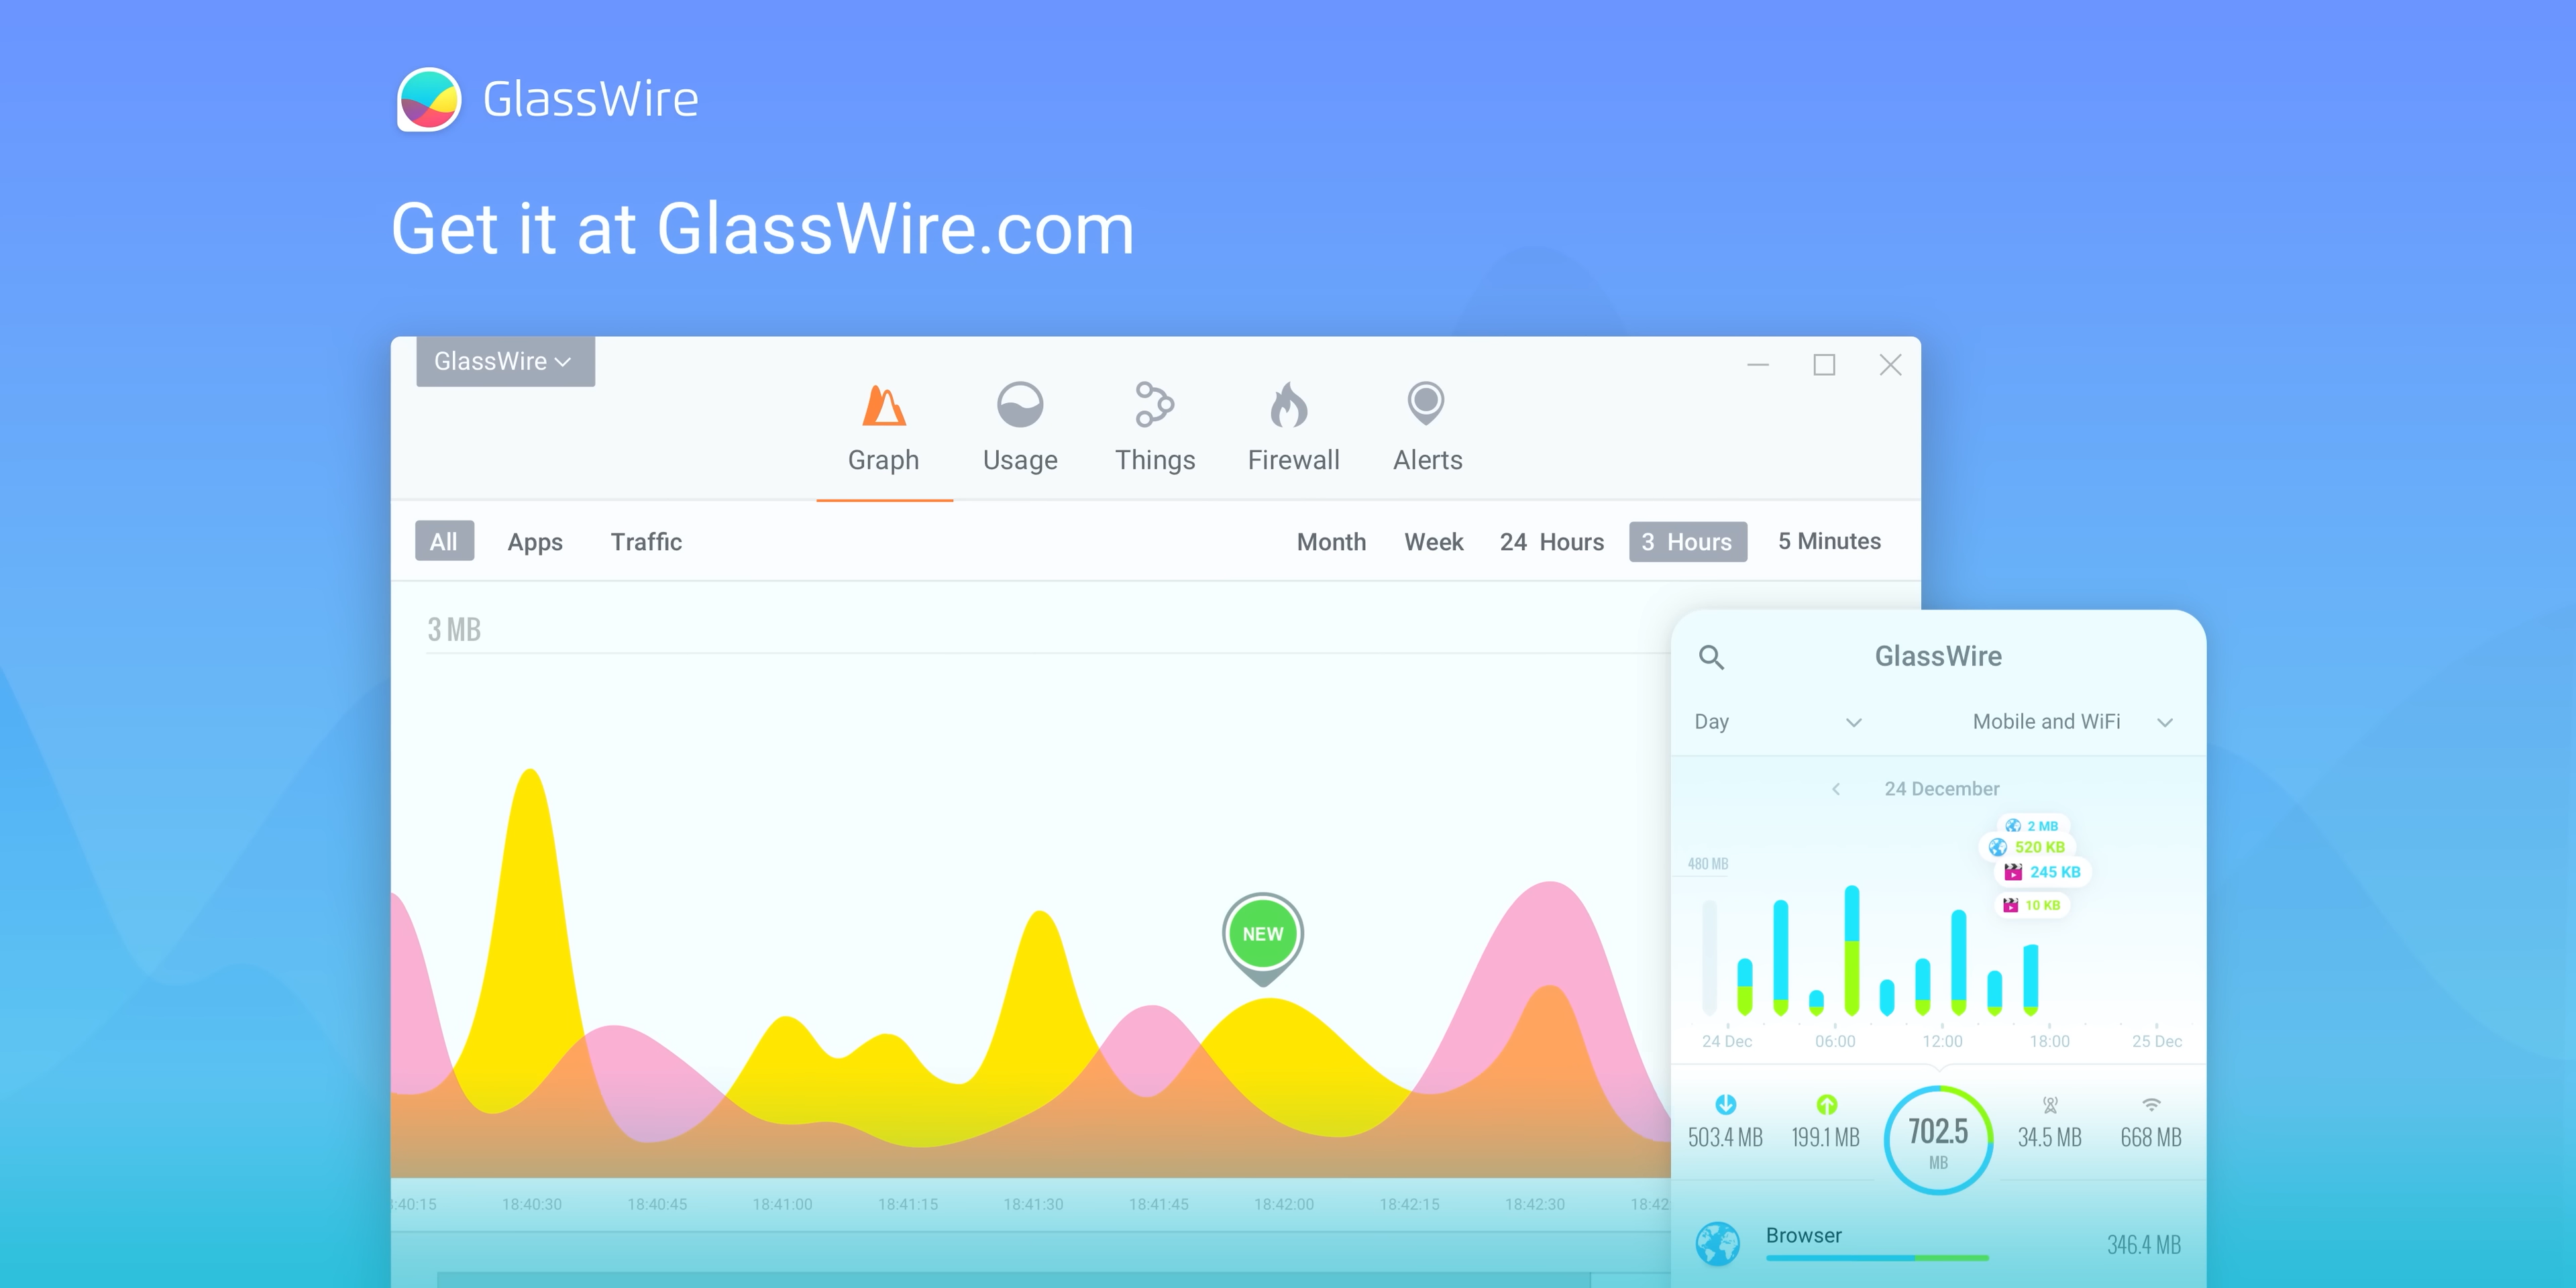 GlassWire
Get it at GlassWire.com
GlassWire
Graph Usage Things Firewall Alerts
All Apps Traffic Month Week 24 Hours 3 Hours 5 Minutes
3 MB
NEW
:40:15 18:40:30 18:40:45 18:41:00 18:41:15 18:41:30 18:41:45 18:42:00 18:42:15 18:42:30 18:42
GlassWire
Day Mobile and WiFi
24 December
2 MB
520 KB
480 MB
245 KB
10 KB
24 Dec 06:00 12:00 18:00 25 Dec
503.4 MB 199.1 MB 702.5 MB 34.5 MB 668 MB
Browser 346.4 MB